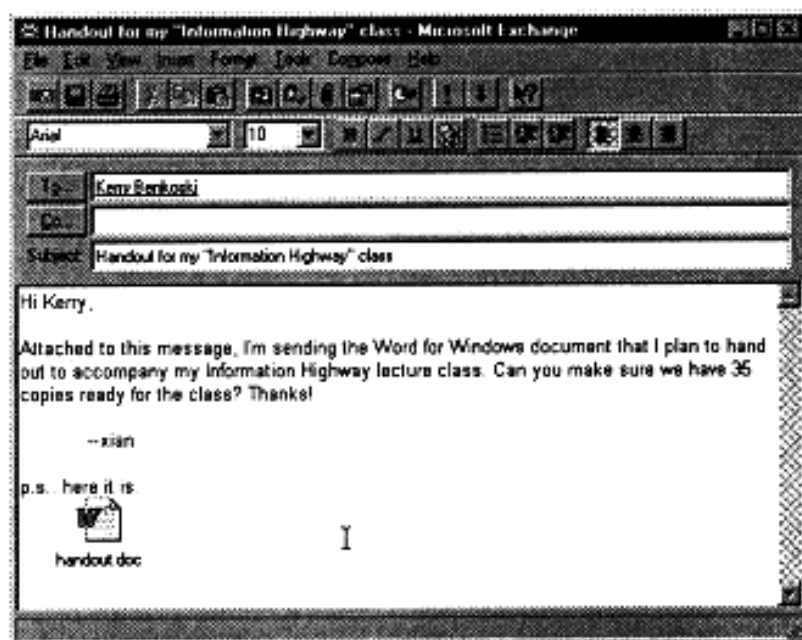 Handout for my "Information Highway" class - Microsoft Exchange
File Edit View Insert Format Tools Compose Help
Arial 10 B I U
To... Kerry Benkoski
Cc...
Subject: Handout for my "Information Highway" class
Hi Kerry,
Attached to this message, I'm sending the Word for Windows document that I plan to hand
out to accompany my Information Highway lecture class. Can you make sure we have 35
copies ready for the class? Thanks!
--xian
p.s. here it is
W
handout.doc